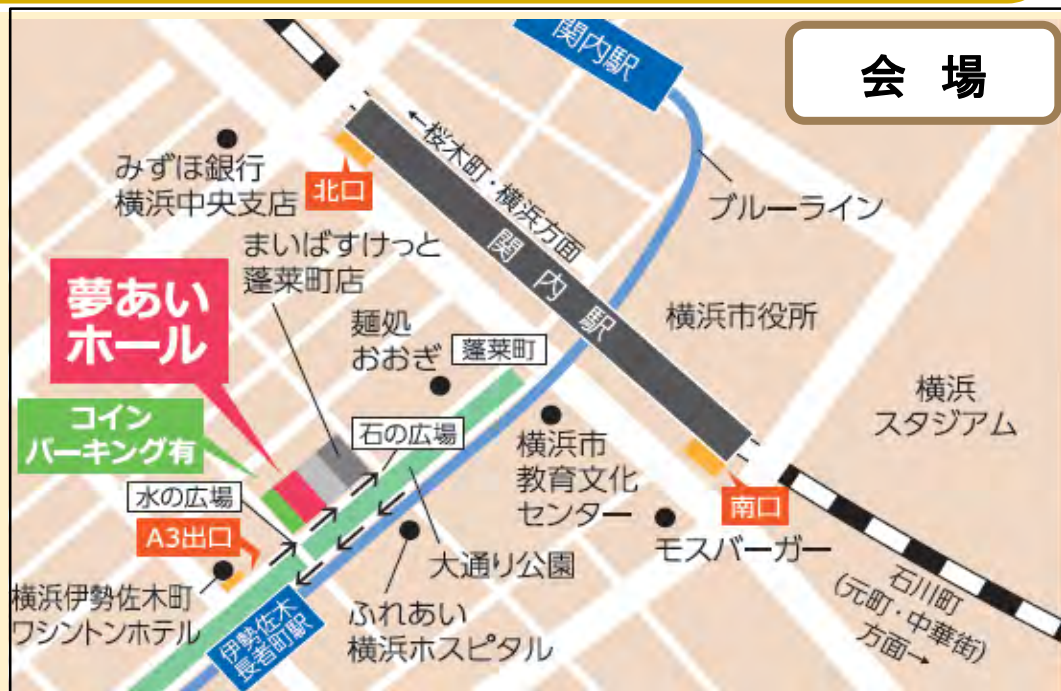 関内駅
会 場
←桜木町・横浜方面
みずほ銀行
横浜中央支店
北口
ブルーライン
まいばすけっと
蓬莱町店
関内駅
夢あい
ホール
麺処
おおぎ
蓬莱町
横浜市役所
横浜
スタジアム
コイン
パーキング有
石の広場
横浜市
教育文化
センター
水の広場
南口
A3出口
モスバーガー
大通り公園
横浜伊勢佐木町
ワシントンホテル
伊勢佐木
長者町駅
ふれあい
横浜ホスピタル
石川町
(元町・中華街)
方面→